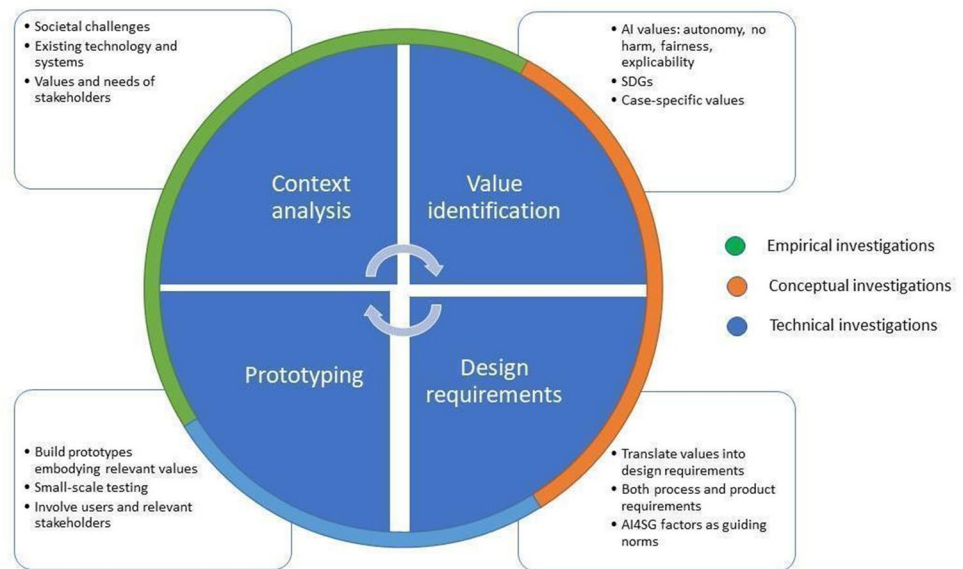 • Societal challenges
• Existing technology and
systems
• Values and needs of
stakeholders
• AI values: autonomy, no
harm, fairness,
explicability
• SDGs
• Case-specific values
Context
analysis
Value
identification
Empirical investigations
Conceptual investigations
Technical investigations
Prototyping
Design
requirements
• Build prototypes
embodying relevant values
• Small-scale testing
• Involve users and relevant
stakeholders
• Translate values into
design requirements
• Both process and product
requirements
• AI4SG factors as guiding
norms